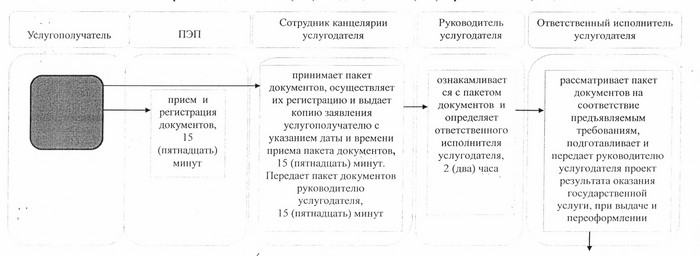 Услугополучатель
ПЭП
Сотрудник канцелярии
услугодателя
Руководитель
услугодателя
Ответственный исполнитель
услугодателя
прием и
регистрация
документов,
15
(пятнадцать)
минут
принимает пакет
документов, осуществляет
их регистрацию и выдает
копию заявления
услугополучателю с
указанием даты и времени
приема пакета документов,
15 (пятнадцать) минут.
Передает пакет документов
руководителю
услугодателя,
15 (пятнадцать) минут
ознакамливает
ся с пакетом
документов и
определяет
ответственного
исполнителя
услугодателя,
2 (два) часа
рассматривает пакет
документов на
соответствие
предъявляемым
требованиям,
подготавливает и
передает руководителю
услугодателя проект
результата оказания
государственной
услуги, при выдаче и
переоформлении